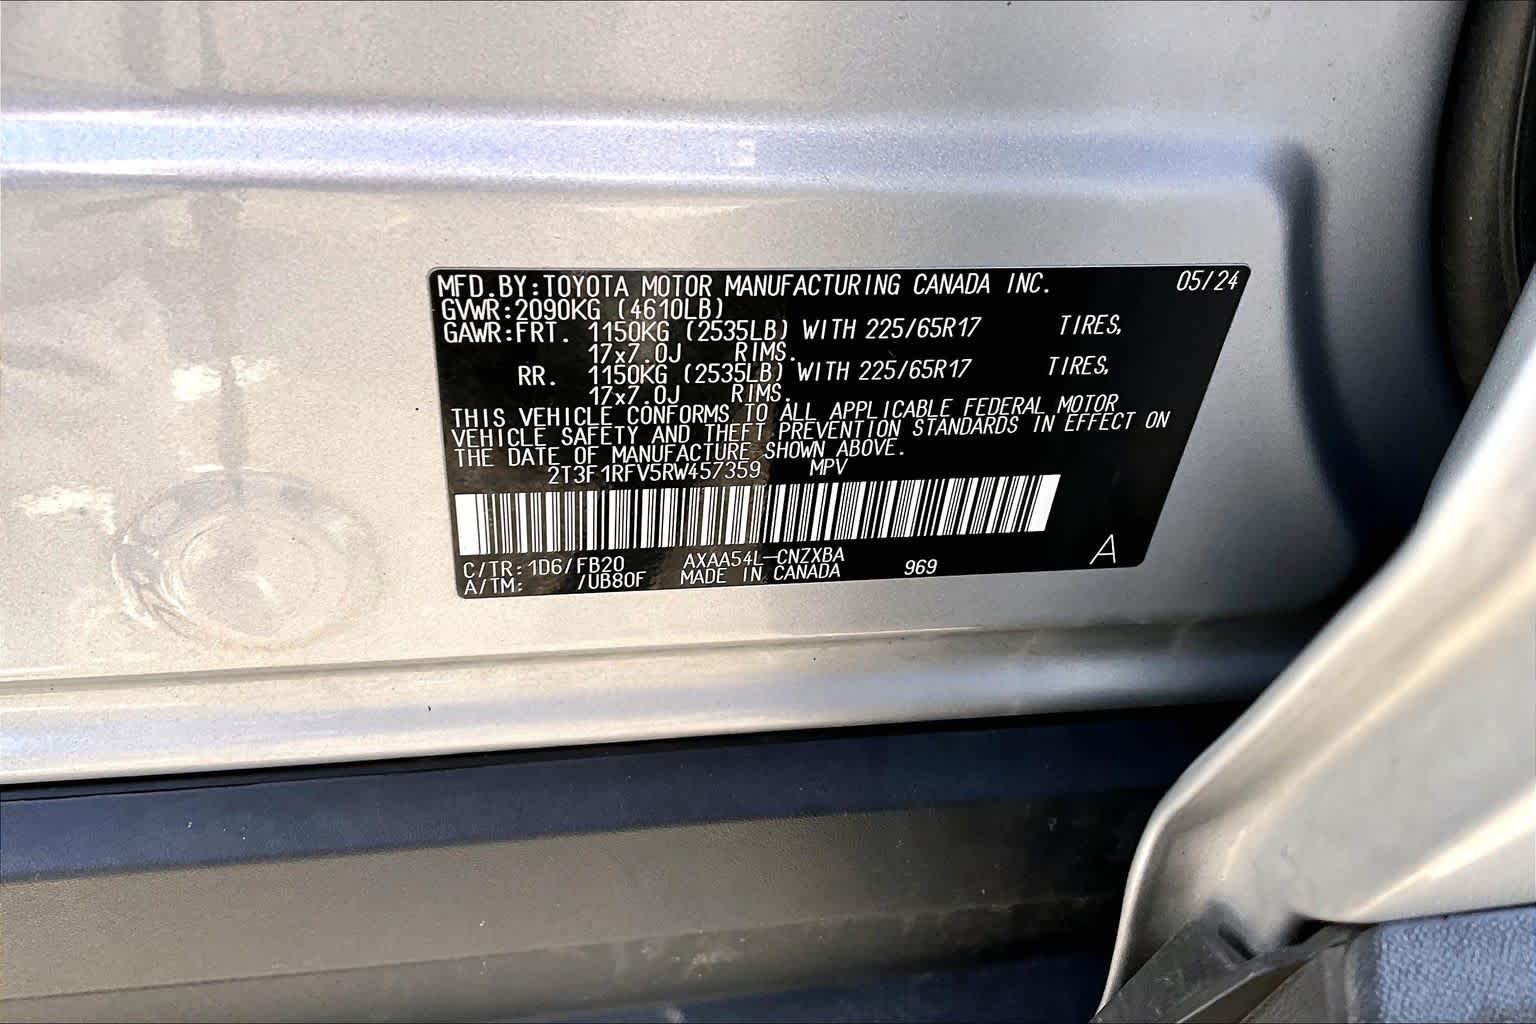 MFD.BY:TOYOTA MOTOR MANUFACTURING CANADA INC. 05/24
GVWR:2090KG (4610LB)
GAWR:FRT. 1150KG (2535LB) WITH 225/65R17 TIRES,
17x7.0J RIMS.
RR. 1150KG (2535LB) WITH 225/65R17 TIRES,
17x7.0J RIMS.
THIS VEHICLE CONFORMS TO ALL APPLICABLE FEDERAL MOTOR
VEHICLE SAFETY AND THEFT PREVENTION STANDARDS IN EFFECT ON
THE DATE OF MANUFACTURE SHOWN ABOVE.
2T3F1RFV5RW457359 MPV
C/TR:1D6/FB20 AXAA54L-CNZXBA
A/TM: /UB80F MADE IN CANADA 969 A